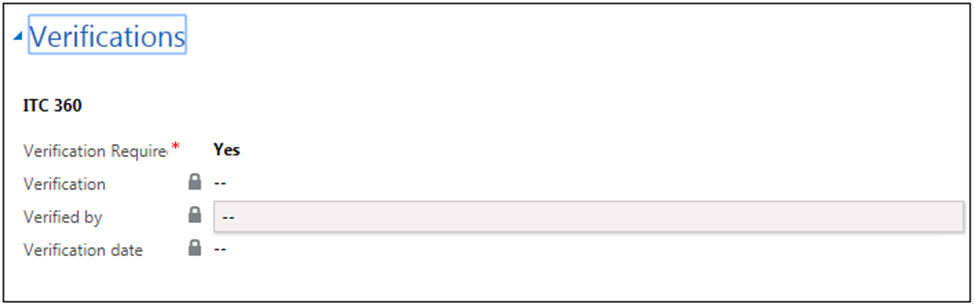 Verifications
ITC 360
Verification Require* Yes
Verification --
Verified by --
Verification date --